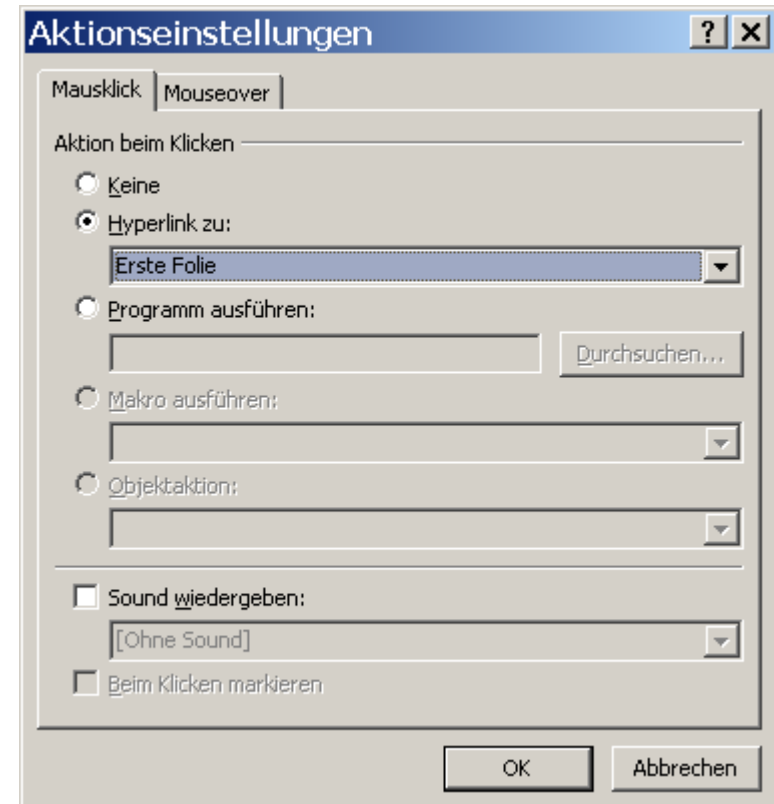 Aktionseinstellungen
Mausklick Mouseover
Aktion beim Klicken
Keine
Hyperlink zu:
Erste Folie
Programm ausführen:
Durchsuchen...
Makro ausführen:
Objektaktion:
Sound wiedergeben:
[Ohne Sound]
Beim Klicken markieren
OK Abbrechen